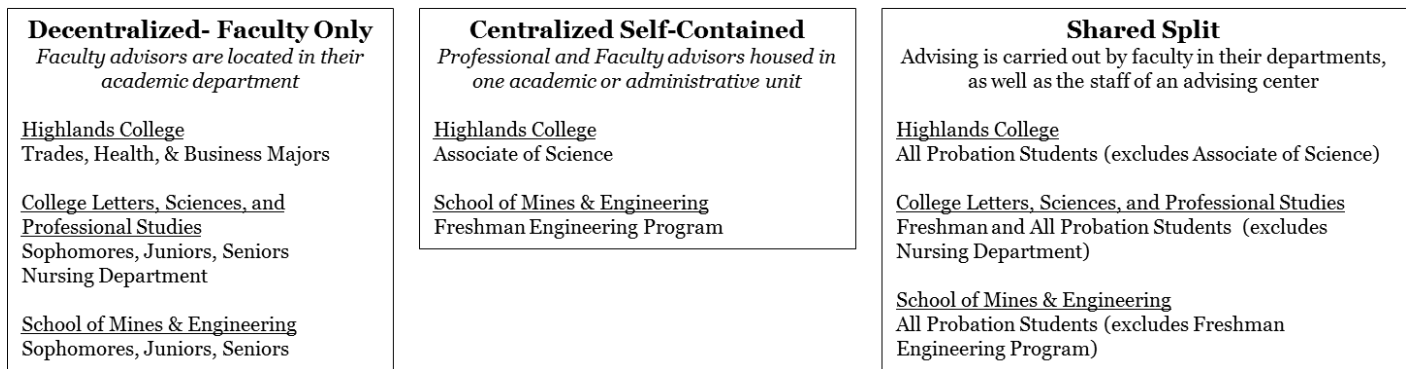 Decentralized- Faculty Only
Faculty advisors are located in their
academic department
Highlands College
Trades, Health, & Business Majors
College Letters, Sciences, and
Professional Studies
Sophomores, Juniors, Seniors
Nursing Department
School of Mines & Engineering
Sophomores, Juniors, Seniors
Centralized Self-Contained
Professional and Faculty advisors housed in
one academic or administrative unit
Highlands College
Associate of Science
School of Mines & Engineering
Freshman Engineering Program
Shared Split
Advising is carried out by faculty in their departments,
as well as the staff of an advising center
Highlands College
All Probation Students (excludes Associate of Science)
College Letters, Sciences, and Professional Studies
Freshman and All Probation Students (excludes
Nursing Department)
School of Mines & Engineering
All Probation Students (excludes Freshman
Engineering Program)